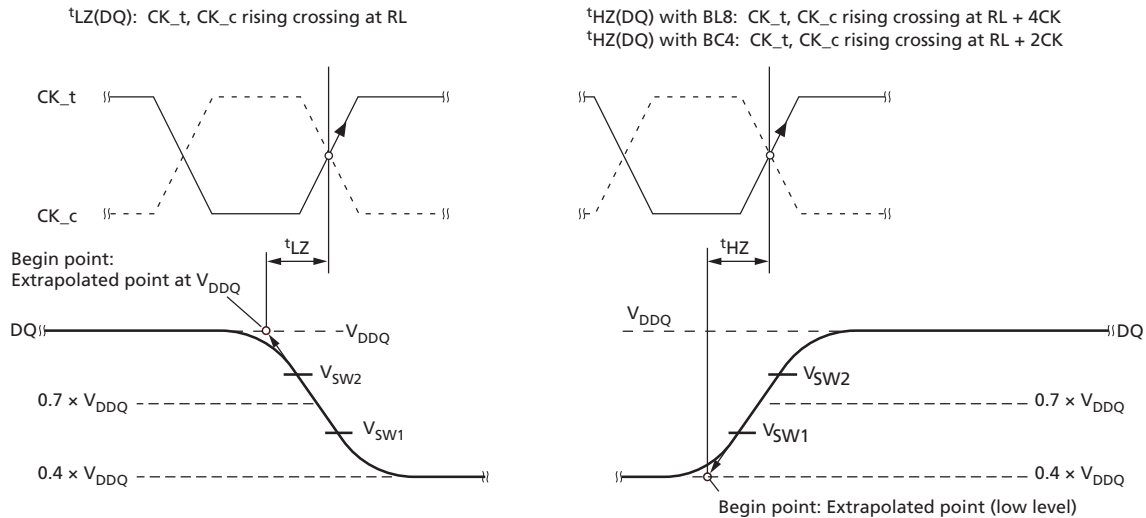 tLZ(DQ): CK_t, CK_c rising crossing at RL
CK_t
CK_c
tLZ
Begin point:
Extrapolated point at VDDQ
DQ
VDDQ
VSW2
0.7 × VDDQ
VSW1
0.4 × VDDQ
tHZ(DQ) with BL8: CK_t, CK_c rising crossing at RL + 4CK
tHZ(DQ) with BC4: CK_t, CK_c rising crossing at RL + 2CK
tHZ
VDDQ
DQ
VSW2
0.7 × VDDQ
VSW1
0.4 × VDDQ
Begin point: Extrapolated point (low level)